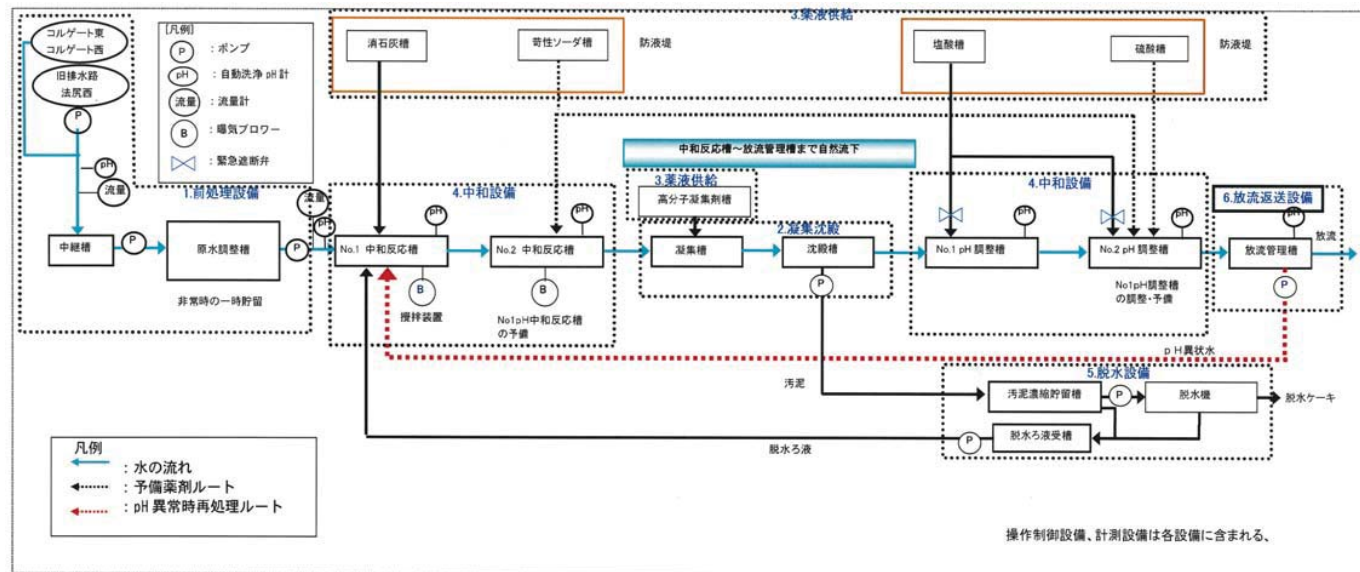 コルゲート東
コルゲート西
旧排水路
法尻西
P
pH
流量
[凡例]
P
：ポンプ
pH
：自動洗浄 pH 計
流量
：流量計
B
：曝気ブロワー
：緊急遮断弁
3.薬液供給
消石灰槽
苛性ソーダ槽
防液堤
塩酸槽
硫酸槽
防液堤
中和反応槽～放流管理槽まで自然流下
1.前処理設備
4.中和設備
3.薬液供給
高分子凝集剤槽
2.凝集沈殿
4.中和設備
6.放流返送設備
中継槽
P
原水調整槽
P
流量
pH
No.1 中和反応槽
pH
No.2 中和反応槽
pH
凝集槽
沈殿槽
No.1 pH 調整槽
pH
No.2 pH 調整槽
pH
放流管理槽
pH
放流
非常時の一時貯留
B
攪拌装置
B
No1pH中和反応槽
の予備
P
No1pH調整槽
の調整・予備
P
ｐH異状水
5.脱水設備
汚泥
汚泥濃縮貯留槽
P
脱水機
脱水ケーキ
脱水ろ液受槽
P
脱水ろ液
凡例
：水の流れ
：予備薬剤ルート
：pH 異常時再処理ルート
操作制御設備、計測設備は各設備に含まれる、